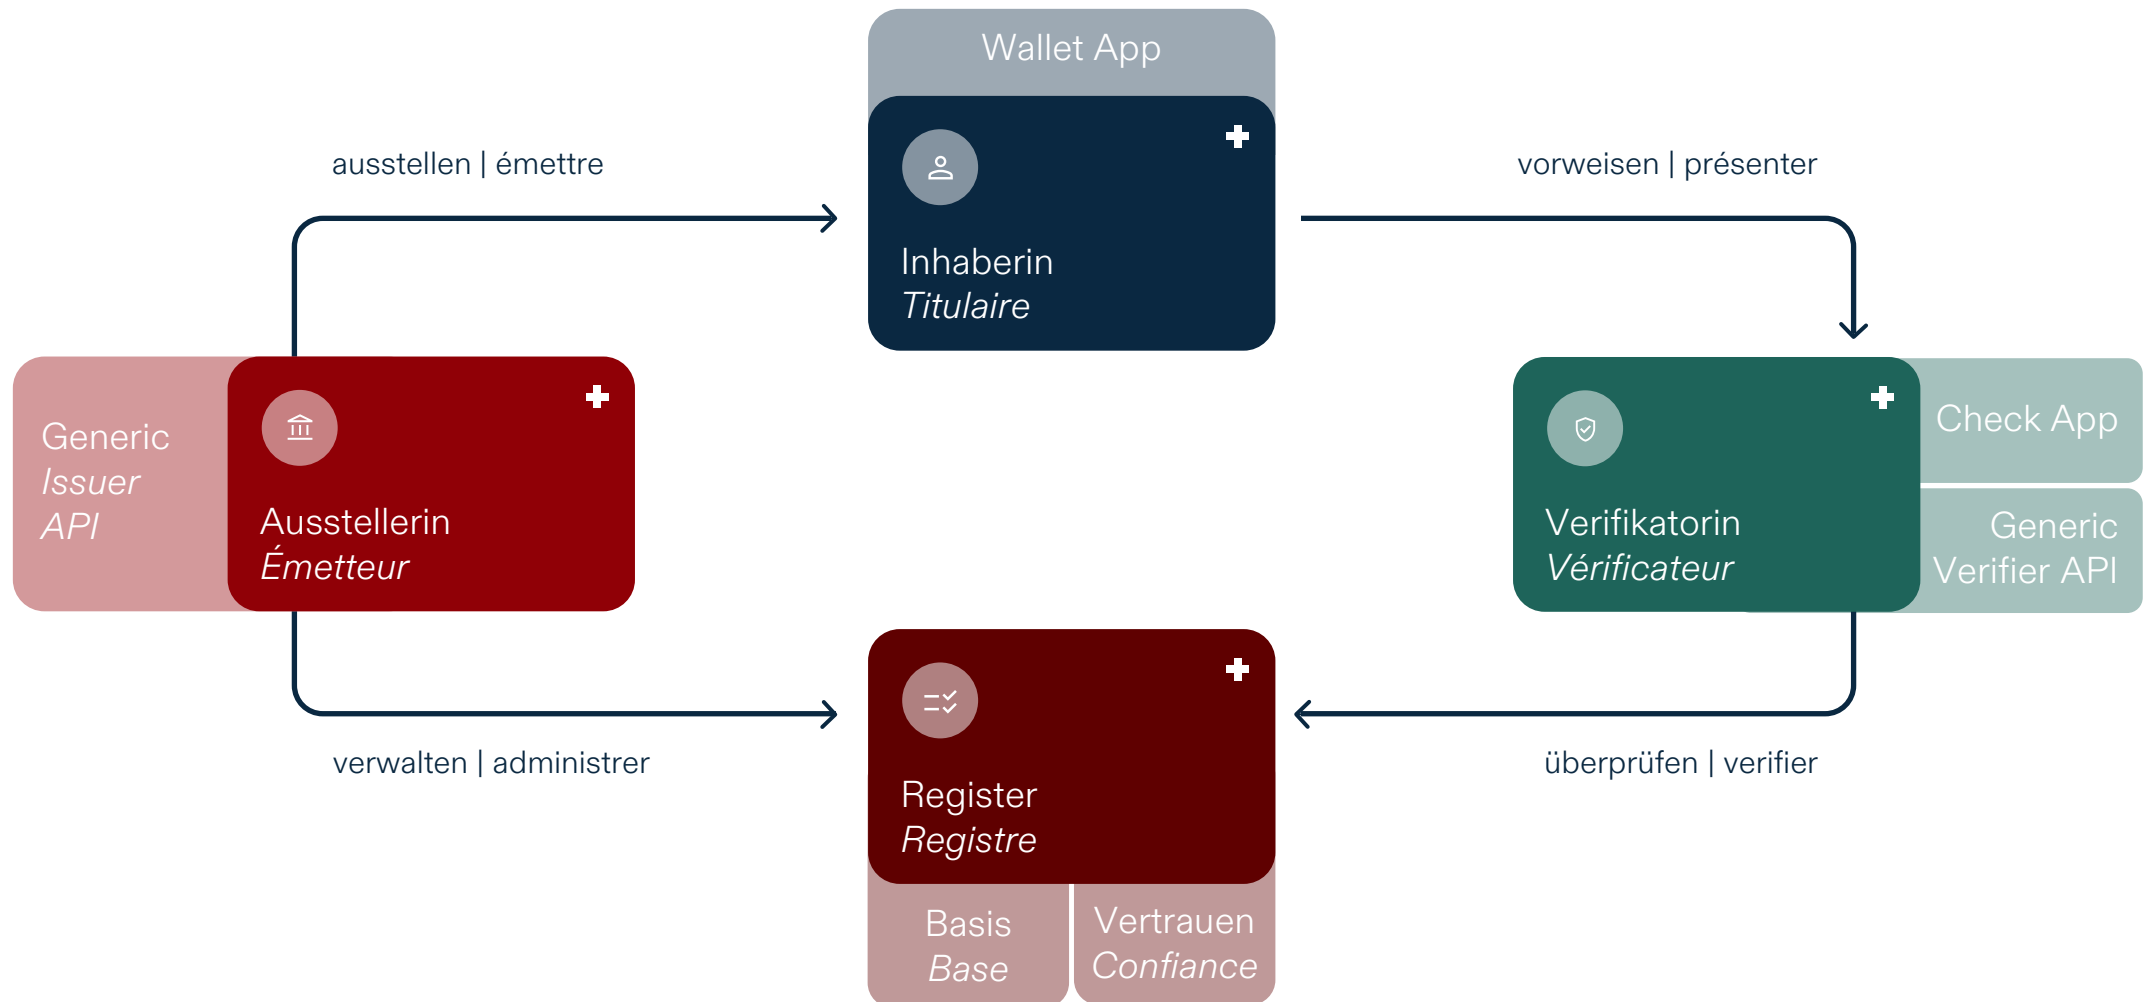 Wallet App
ausstellen | émettre
vorweisen | présenter
Inhaberin
Titulaire
Generic
Issuer
API
Ausstellerin
Émetteur
Verifikatorin
Vérificateur
Check App
Generic
Verifier API
verwalten | administrer
überprüfen | verifier
Register
Registre
Basis
Base
Vertrauen
Confiance